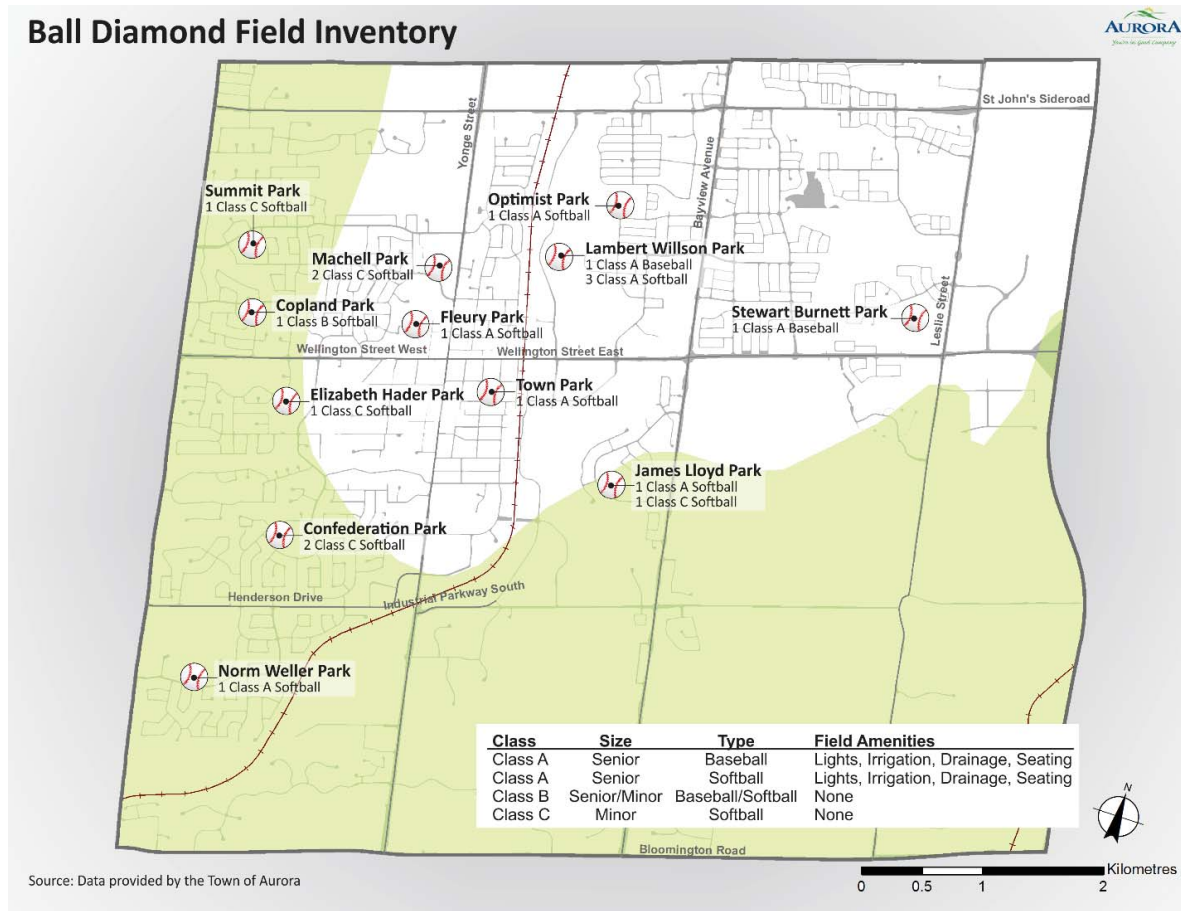 Ball Diamond Field Inventory
AURORA
You're in Good Company
St John's Sideroad
Yonge Street
Bayview Avenue
Summit Park
1 Class C Softball
Optimist Park
1 Class A Softball
Lambert Willson Park
1 Class A Baseball
3 Class A Softball
Machell Park
2 Class C Softball
Copland Park
1 Class B Softball
Fleury Park
1 Class A Softball
Stewart Burnett Park
1 Class A Baseball
Leslie Street
Wellington Street West
Wellington Street East
Elizabeth Hader Park
1 Class C Softball
Town Park
1 Class A Softball
James Lloyd Park
1 Class A Softball
1 Class C Softball
Confederation Park
2 Class C Softball
Henderson Drive
Industrial Parkway South
Norm Weller Park
1 Class A Softball
Class Size Type Field Amenities
Class A Senior Baseball Lights, Irrigation, Drainage, Seating
Class A Senior Softball Lights, Irrigation, Drainage, Seating
Class B Senior/Minor Baseball/Softball None
Class C Minor Softball None
N
Bloomington Road
Kilometres
0 0.5 1 2
Source: Data provided by the Town of Aurora